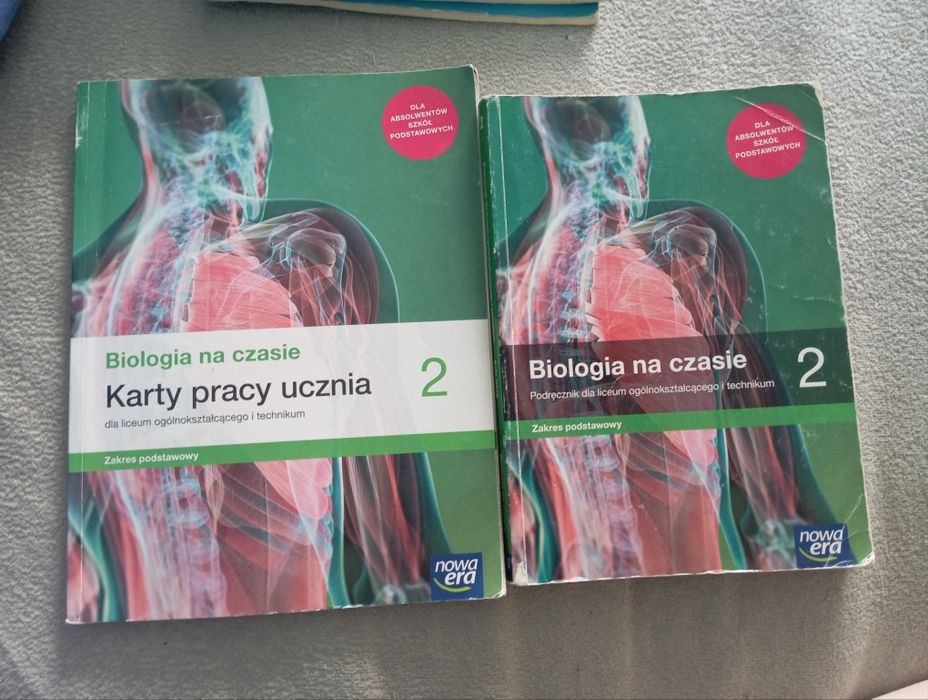 DLA
ABSOLWENTÓW
SZKÓŁ
PODSTAWOWYCH
Biologia na czasie
Karty pracy ucznia 2
dla liceum ogólnokształcącego i technikum
Zakres podstawowy
nowa
era
DLA
ABSOLWENTÓW
SZKÓŁ
PODSTAWOWYCH
Biologia na czasie 2
Podręcznik dla liceum ogólnokształcącego i technikum
Zakres podstawowy
nowa
era